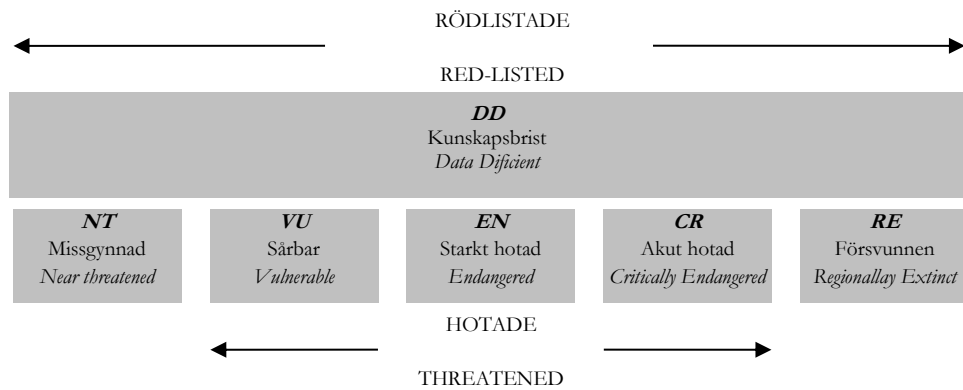 RÖDLISTADE
RED-LISTED
DD
Kunskapsbrist
Data Dificient
NT
Missgynnad
Near threatened
VU
Sårbar
Vulnerable
EN
Starkt hotad
Endangered
CR
Akut hotad
Critically Endangered
RE
Försvunnen
Regionallay Extinct
HOTADE
THREATENED